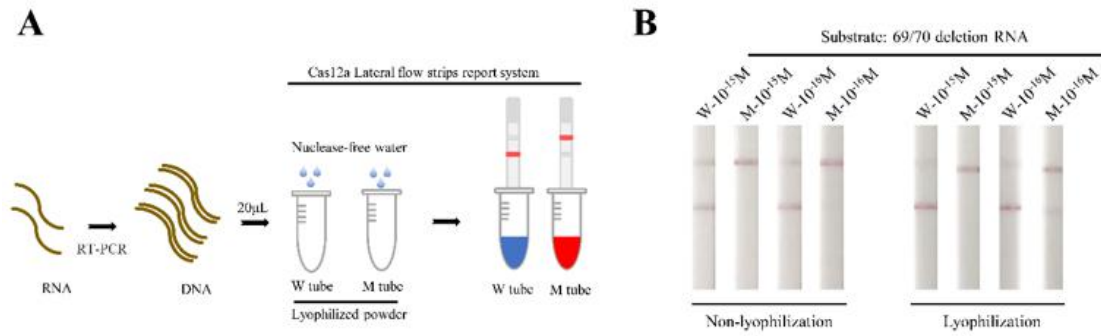 A
Cas12a Lateral flow strips report system
Nuclease-free water
20μL
RT-PCR
RNA
DNA
W tube
M tube
Lyophilized powder
W tube
M tube
B
Substrate: 69/70 deletion RNA
W-10⁻¹⁵M
M-10⁻¹⁵M
W-10⁻¹⁶M
M-10⁻¹⁶M
W-10⁻¹⁵M
M-10⁻¹⁵M
W-10⁻¹⁶M
M-10⁻¹⁶M
Non-lyophilization
Lyophilization